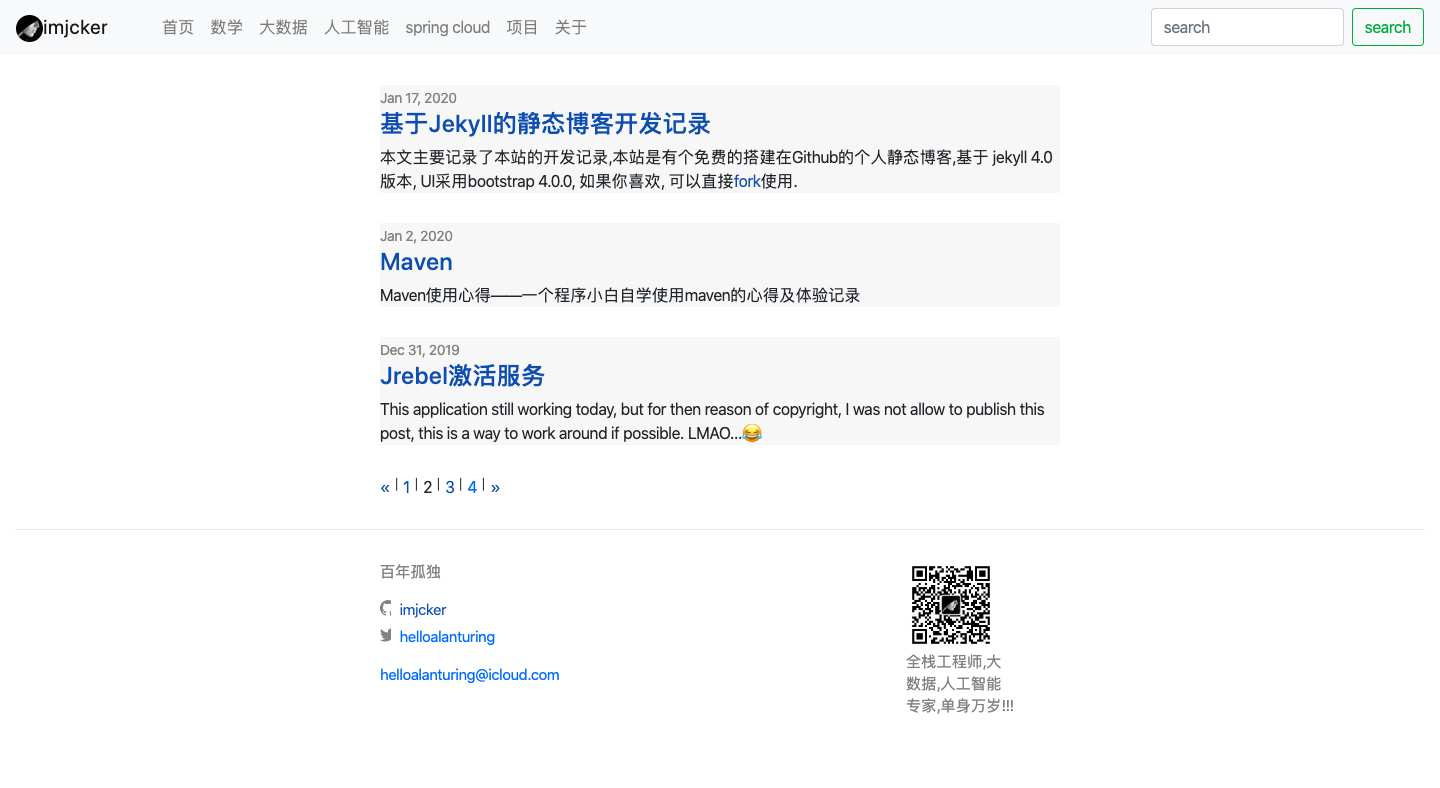 imjcker 首页 数学 大数据 人工智能 spring cloud 项目 关于 search search
Jan 17, 2020
基于Jekyll的静态博客开发记录
本文主要记录了本站的开发记录,本站是有个免费的搭建在Github的个人静态博客,基于 jekyll 4.0
版本, UI采用bootstrap 4.0.0, 如果你喜欢, 可以直接fork使用.
Jan 2, 2020
Maven
Maven使用心得——一个程序小白自学使用maven的心得及体验记录
Dec 31, 2019
Jrebel激活服务
This application still working today, but for then reason of copyright, I was not allow to publish this
post, this is a way to work around if possible. LMAO...😂
« | 1 | 2 | 3 | 4 | »
百年孤独
imjcker
helloalanturing
helloalanturing@icloud.com
全栈工程师,大
数据,人工智能
专家,单身万岁!!!